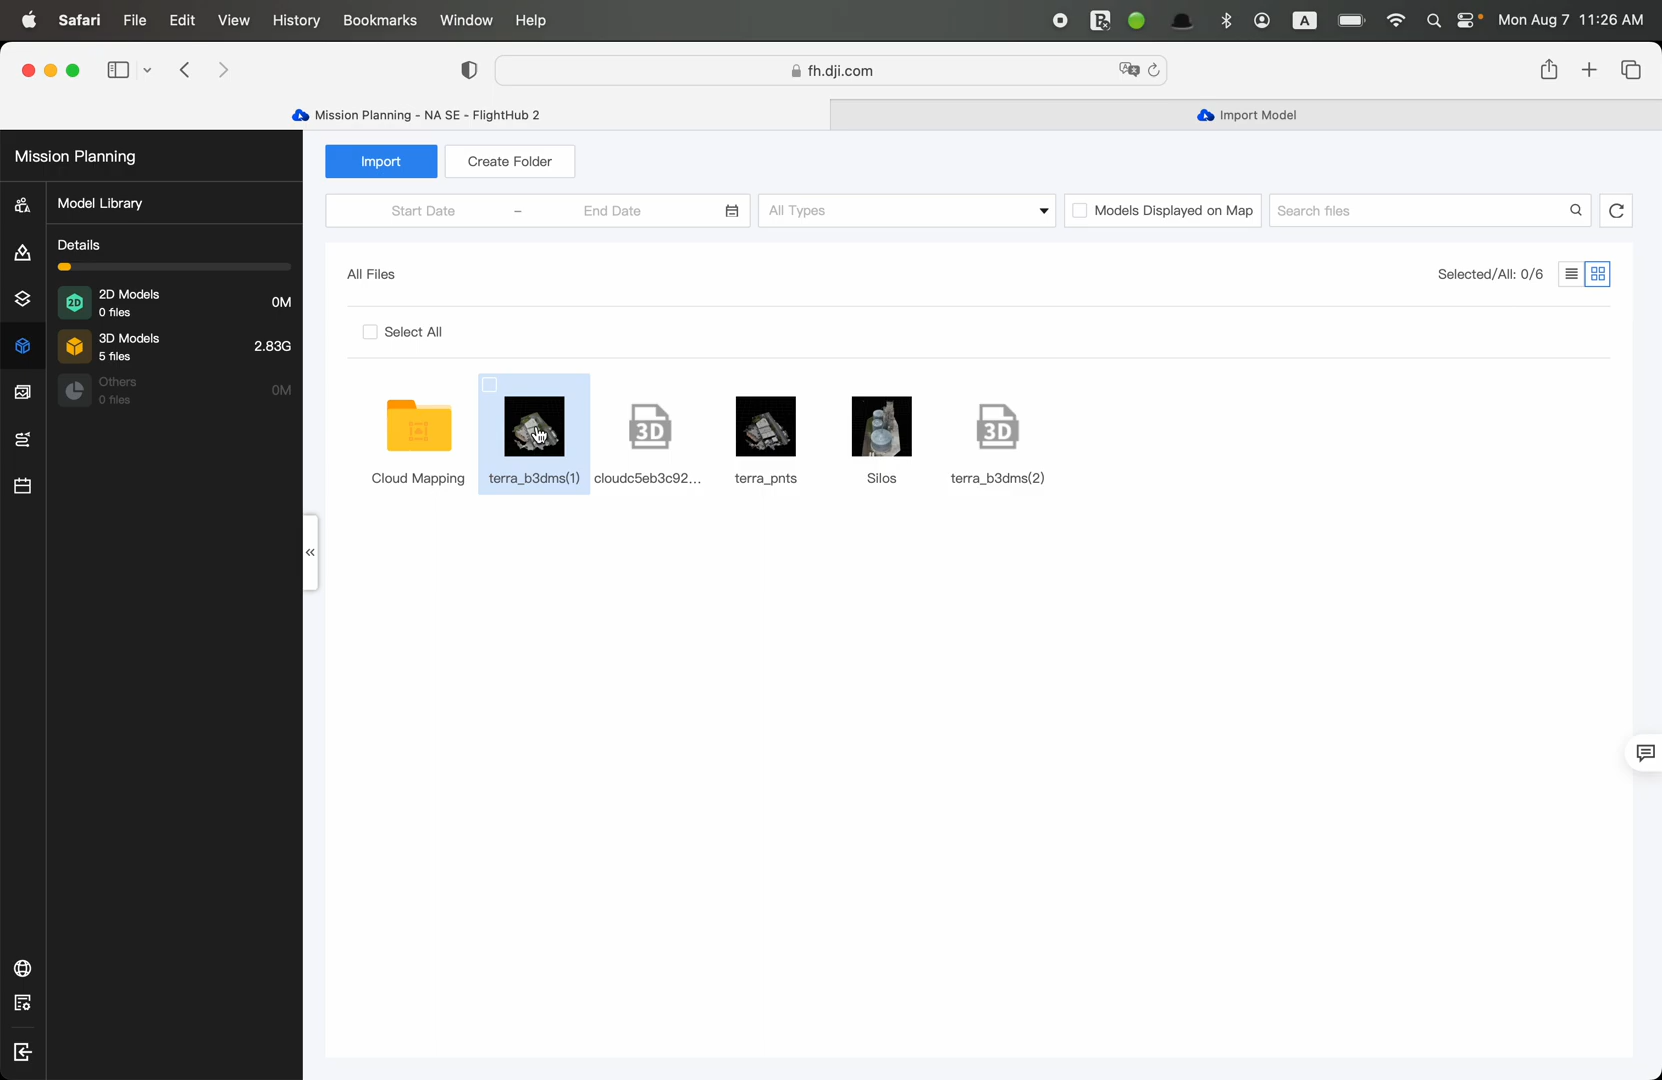 Safari File Edit View History Bookmarks Window Help A Mon Aug 7 11:26 AM
fh.dji.com
Mission Planning - NA SE - FlightHub 2
Import Model
Mission Planning
Import
Create Folder
Model Library
Start Date – End Date
All Types
Models Displayed on Map
Search files
Details
2D Models
0 files
0M
3D Models
5 files
2.83G
Others
0 files
0M
All Files
Selected/All: 0/6
Select All
2D
3D
3D
Cloud Mapping
terra_b3dms(1)
cloudc5eb3c92...
terra_pnts
Silos
terra_b3dms(2)